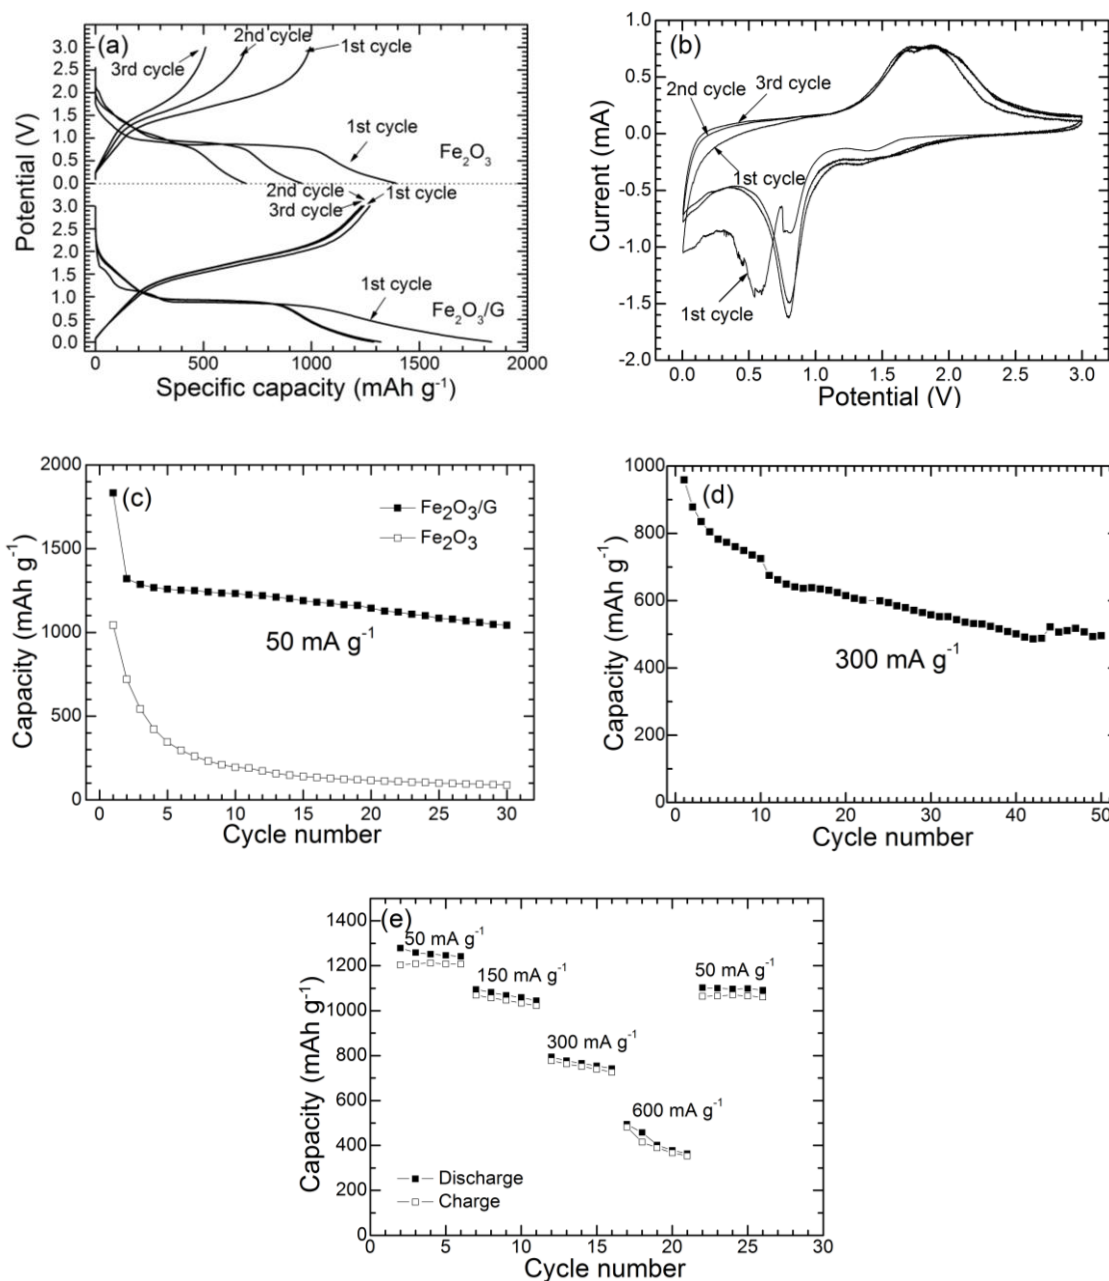 (a)
2nd cycle
1st cycle
3rd cycle
1st cycle
Fe₂O₃
2nd cycle
1st cycle
3rd cycle
1st cycle
Fe₂O₃/G
3.0
2.5
2.0
1.5
1.0
0.5
0.0
3.0
2.5
2.0
1.5
1.0
0.5
0.0
Potential (V)
0 500 1000 1500 2000
Specific capacity (mAh g⁻¹)
(b)
2nd cycle
3rd cycle
1st cycle
1st cycle
1.0
0.5
0.0
-0.5
-1.0
-1.5
-2.0
Current (mA)
0.0 0.5 1.0 1.5 2.0 2.5 3.0
Potential (V)
(c)
Fe₂O₃/G
Fe₂O₃
50 mA g⁻¹
2000
1500
1000
500
0
Capacity (mAh g⁻¹)
0 5 10 15 20 25 30
Cycle number
(d)
300 mA g⁻¹
1000
800
600
400
200
0
Capacity (mAh g⁻¹)
0 10 20 30 40 50
Cycle number
(e)
50 mA g⁻¹
150 mA g⁻¹
50 mA g⁻¹
300 mA g⁻¹
600 mA g⁻¹
Discharge
Charge
1400
1200
1000
800
600
400
200
0
Capacity (mAh g⁻¹)
0 5 10 15 20 25 30
Cycle number